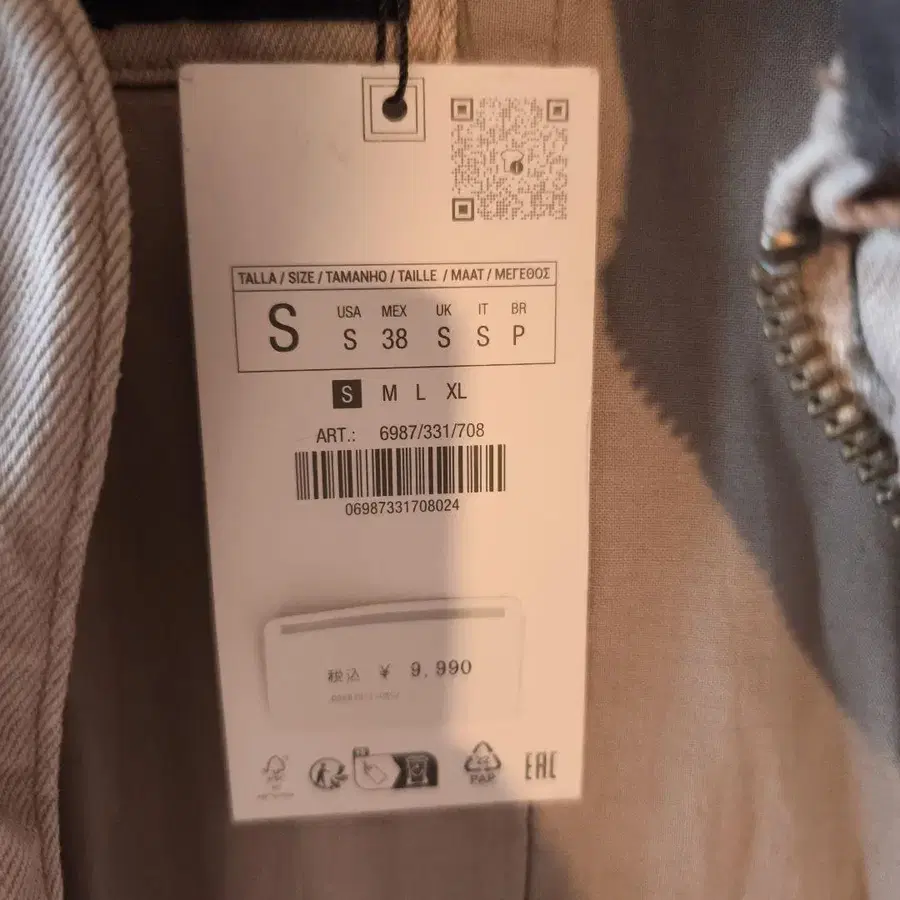 TALLA / SIZE / TAMANHO / TAILLE / MAAT / ΜΕΓΕΘΟΣ
USA MEX UK IT BR
S S 38 S S P
S M L XL
ART.: 6987/331/708
06987331708024
税込 ¥ 9,990
PAP
EAC